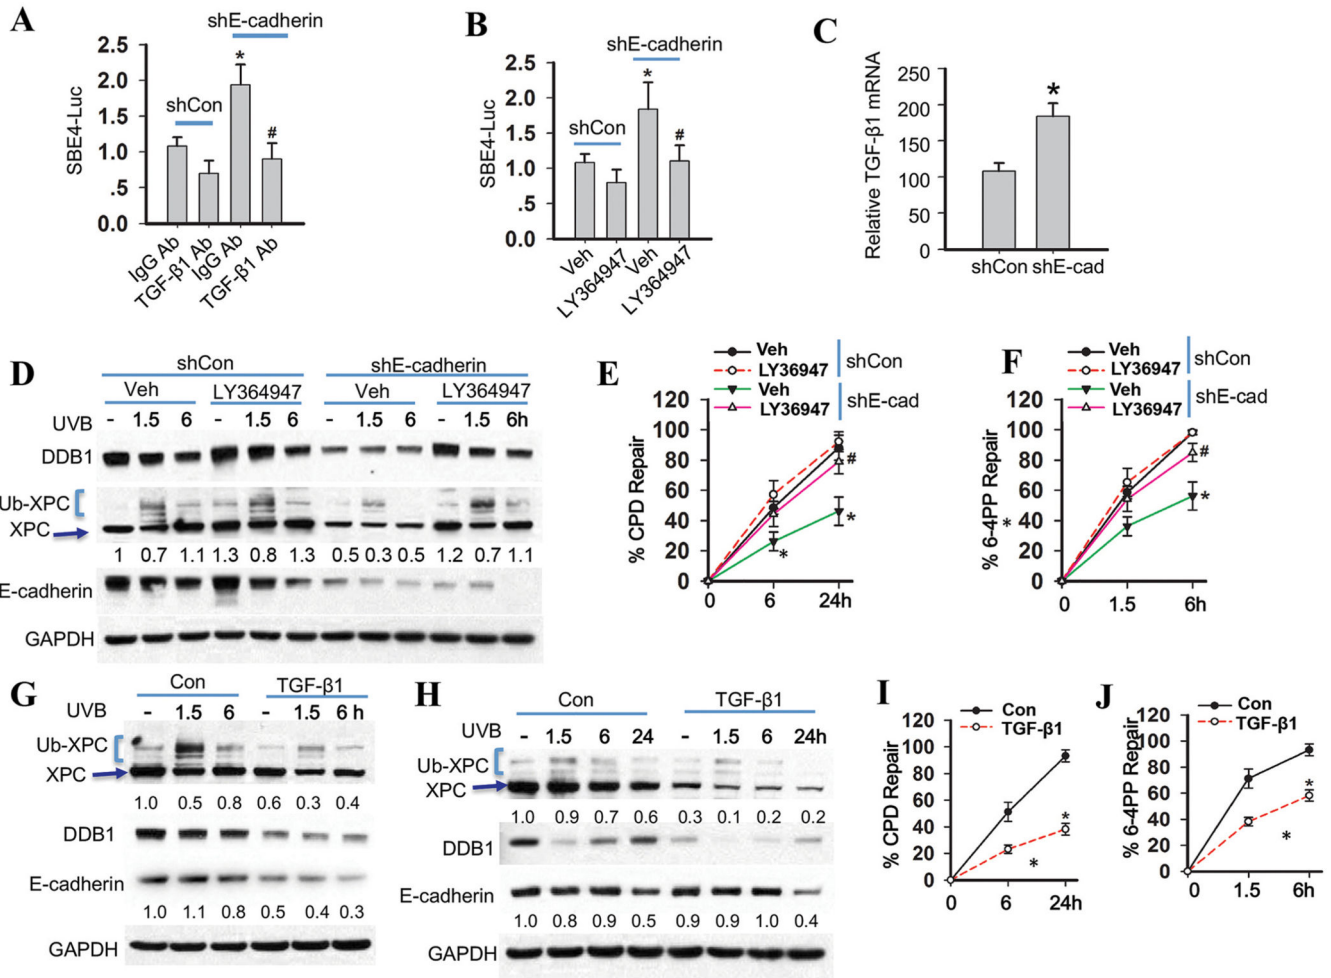 A
shE-cadherin
SBE4-Luc
2.5
2.0
1.5
1.0
.5
0.0
shCon
*
#
IgG Ab
TGF-β1 Ab
IgG Ab
TGF-β1 Ab
B
shE-cadherin
SBE4-Luc
2.5
2.0
1.5
1.0
.5
0.0
shCon
*
#
Veh
LY364947
Veh
LY364947
C
Relative TGF-β1 mRNA
250
200
150
100
50
0
*
shCon shE-cad
D
shCon shE-cadherin
Veh LY364947 Veh LY364947
UVB - 1.5 6 - 1.5 6 - 1.5 6 - 1.5 6h
DDB1
Ub-XPC
XPC
1 0.7 1.1 1.3 0.8 1.3 0.5 0.3 0.5 1.2 0.7 1.1
E-cadherin
GAPDH
E
Veh
LY36947
shCon
Veh
LY36947
shE-cad
% CPD Repair
120
100
80
60
40
20
0
#
*
*
0 6 24h
F
Veh
LY36947
shCon
Veh
LY36947
shE-cad
% 6-4PP Repair
*
120
100
80
60
40
20
0
#
*
0 1.5 6h
G
Con TGF-β1
UVB - 1.5 6 - 1.5 6 h
Ub-XPC
XPC
1.0 0.5 0.8 0.6 0.3 0.4
DDB1
E-cadherin
1.0 1.1 0.8 0.5 0.4 0.3
GAPDH
H
Con TGF-β1
UVB - 1.5 6 24 - 1.5 6 24h
Ub-XPC
XPC
1.0 0.9 0.7 0.6 0.3 0.1 0.2 0.2
DDB1
E-cadherin
1.0 0.8 0.9 0.5 0.9 0.9 1.0 0.4
GAPDH
I
Con
TGF-β1
% CPD Repair
120
100
80
60
40
20
0
*
*
0 6 24h
J
Con
TGF-β1
% 6-4PP Repair
120
100
80
60
40
20
0
*
*
0 1.5 6h